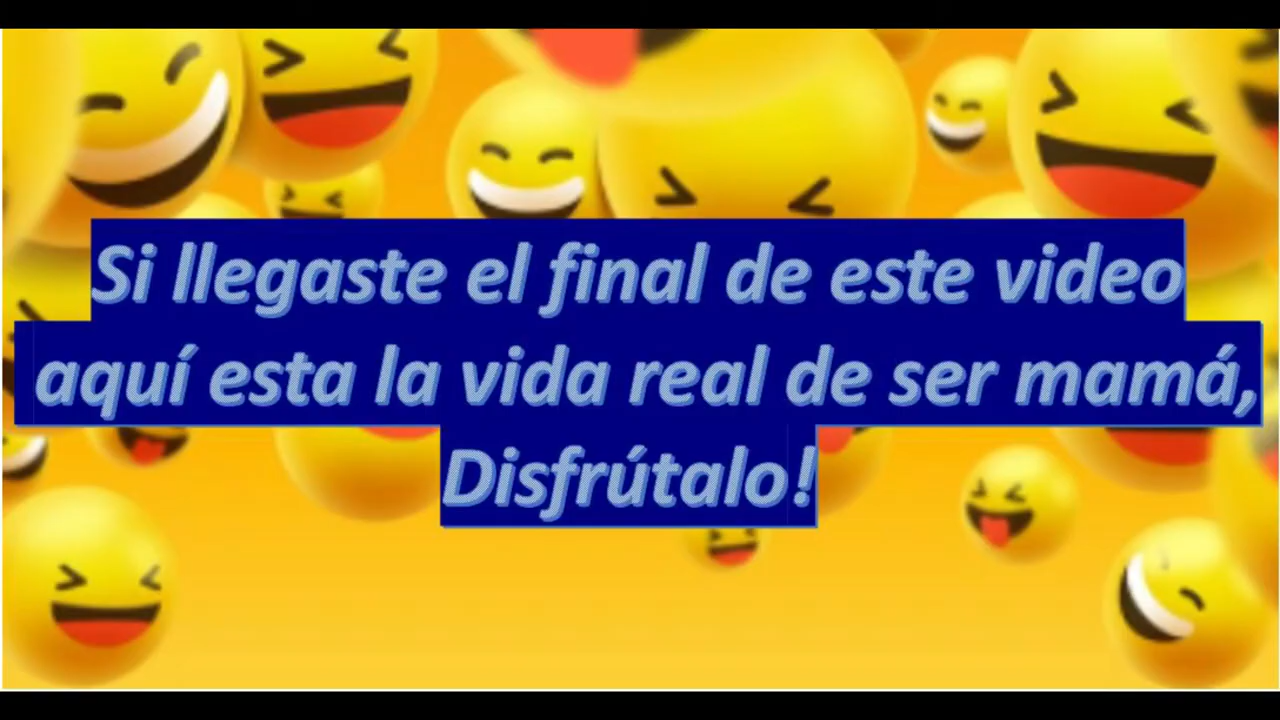 Si llegaste el final de este video
aquí esta la vida real de ser mamá,
Disfrútalo!